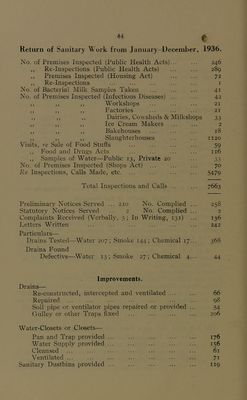 44
Return of Sanitary Work from January-December, 1936.
No. of Premises Inspected (Public Health Acts)... ... 246
,, Re-Inspections (Public Health Acts) ... ... 289
,, Premises Inspected (Housing Act) ... ... 72
,, Re-Inspections ... ... 1
No. of Bacterial Milk Samples Taken ... ... 41
No. of Premises Inspected (Infectious Diseases) ... ... 42
,, ,, ,, Workshops ... ... 21
,, ,, ,, Factories ... ... 21
,, ,, ,, Dairies, Cowsheds & Milkshops 33
,, ,, ,, Ice Cream Makers ... ... 2
,, ,, ,, Bakehouses ... ... 18
,, ,, ,, Slaughterhouses ... ... 1120
Visits, re Sale of Food Stuffs ... ... 59
,, Food and Drugs Acts ... ... 116
,, Samples of Water—Public 13, Private 20 ... 33
No. of Premises Inspected (Shops Act) ... ... 70
Re Inspections, Calls Made, etc. ... ... 5479
Total Inspections and Calls ... ... 7663
Preliminary Notices Served ... 210 No. Complied ... 258
Statutory Notices Served ... 2 No. Complied ... 2
Complaints Received (Verbally, 5; In Writing, 131) ... 136
Letters Written ... ... 242
Particulars—
Drains Tested—Water 207; Smoke 144; Chemical 17... 368
Drains Found
Defective—Water 13; Smoke 27; Chemical 4... 44
Improvements.
Drains—
Re-constructed, intercepted and ventilated ... ... 66
Repaired ... ... 98
Soil pipe or ventilator pipes repaired or provided ... 24
Gulley or other Traps fixed ... ... 206
Water-Closets or Closets—
Pan and Trap provided ... ... 176
Water Supply provided... ... 156
Cleansed ... ... 61
Ventilated ... ... 71
Sanitary Dustbins provided ... ... 119